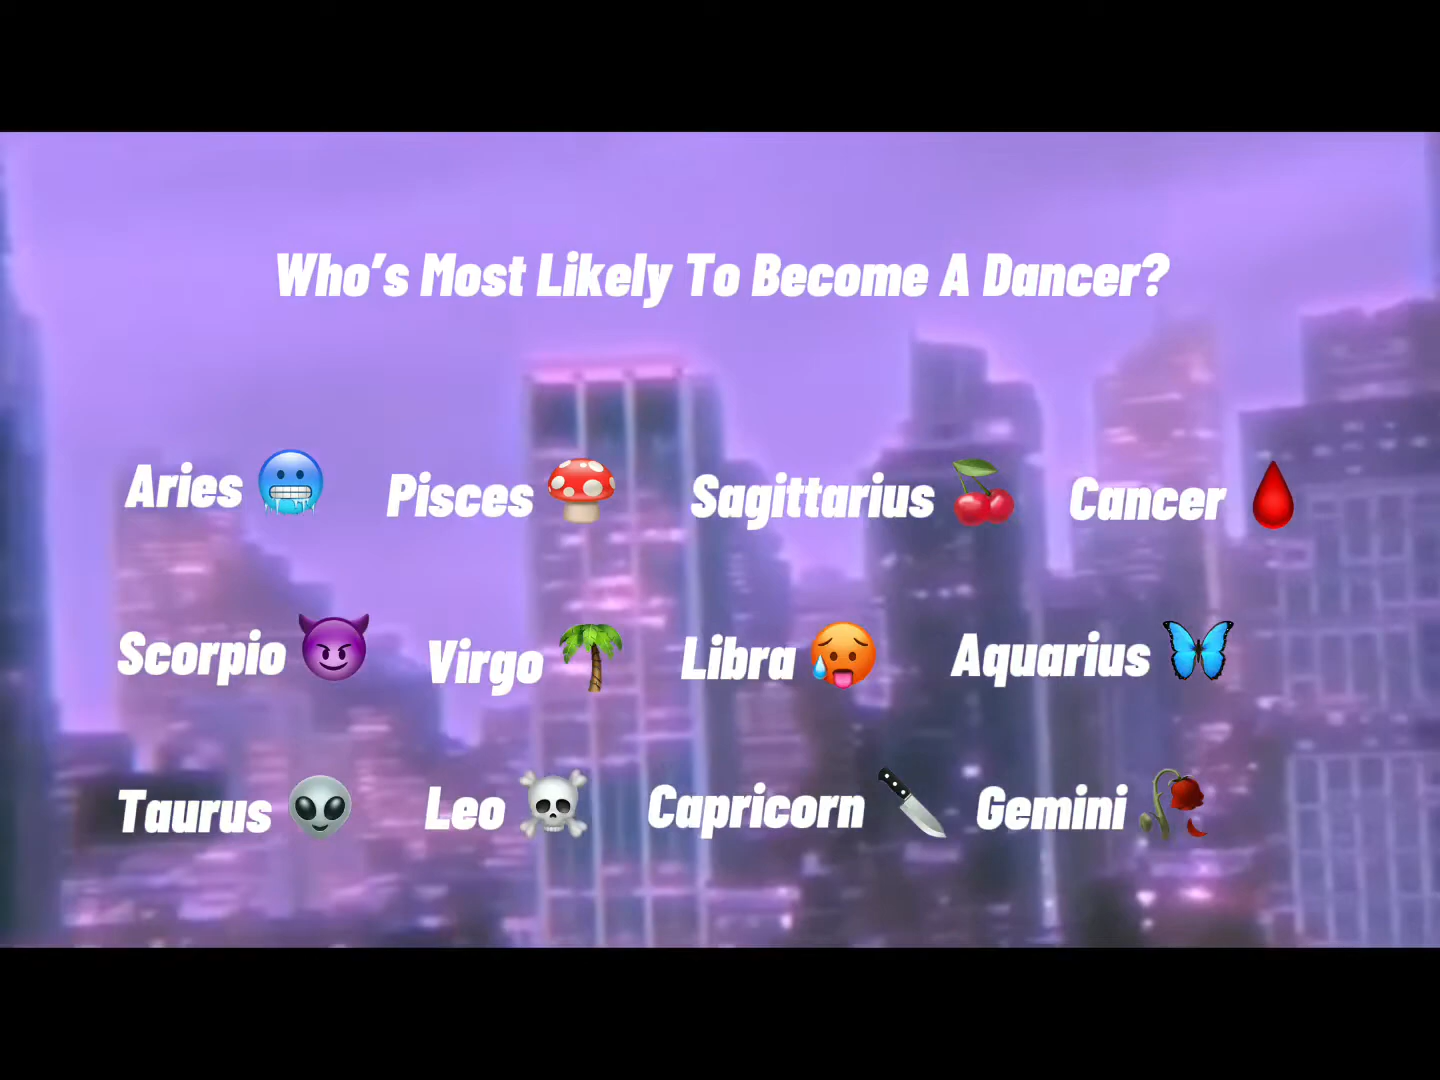 Who's Most Likely To Become A Dancer?
Aries 🥶 Pisces 🍄 Sagittarius 🍒 Cancer 🩸
Scorpio 😈 Virgo 🌴 Libra 🥵 Aquarius 🦋
Taurus 👽 Leo ☠️ Capricorn 🔪 Gemini 🥀